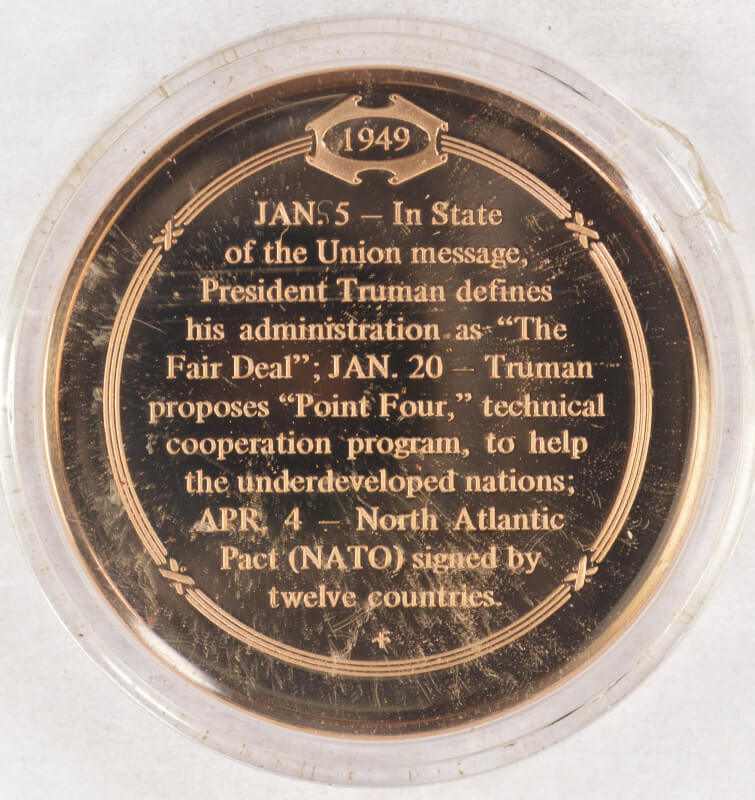 1949
JAN. 5 – In State
of the Union message,
President Truman defines
his administration as “The
Fair Deal”; JAN. 20 – Truman
proposes “Point Four,” technical
cooperation program, to help
the underdeveloped nations;
APR. 4 – North Atlantic
Pact (NATO) signed by
twelve countries.